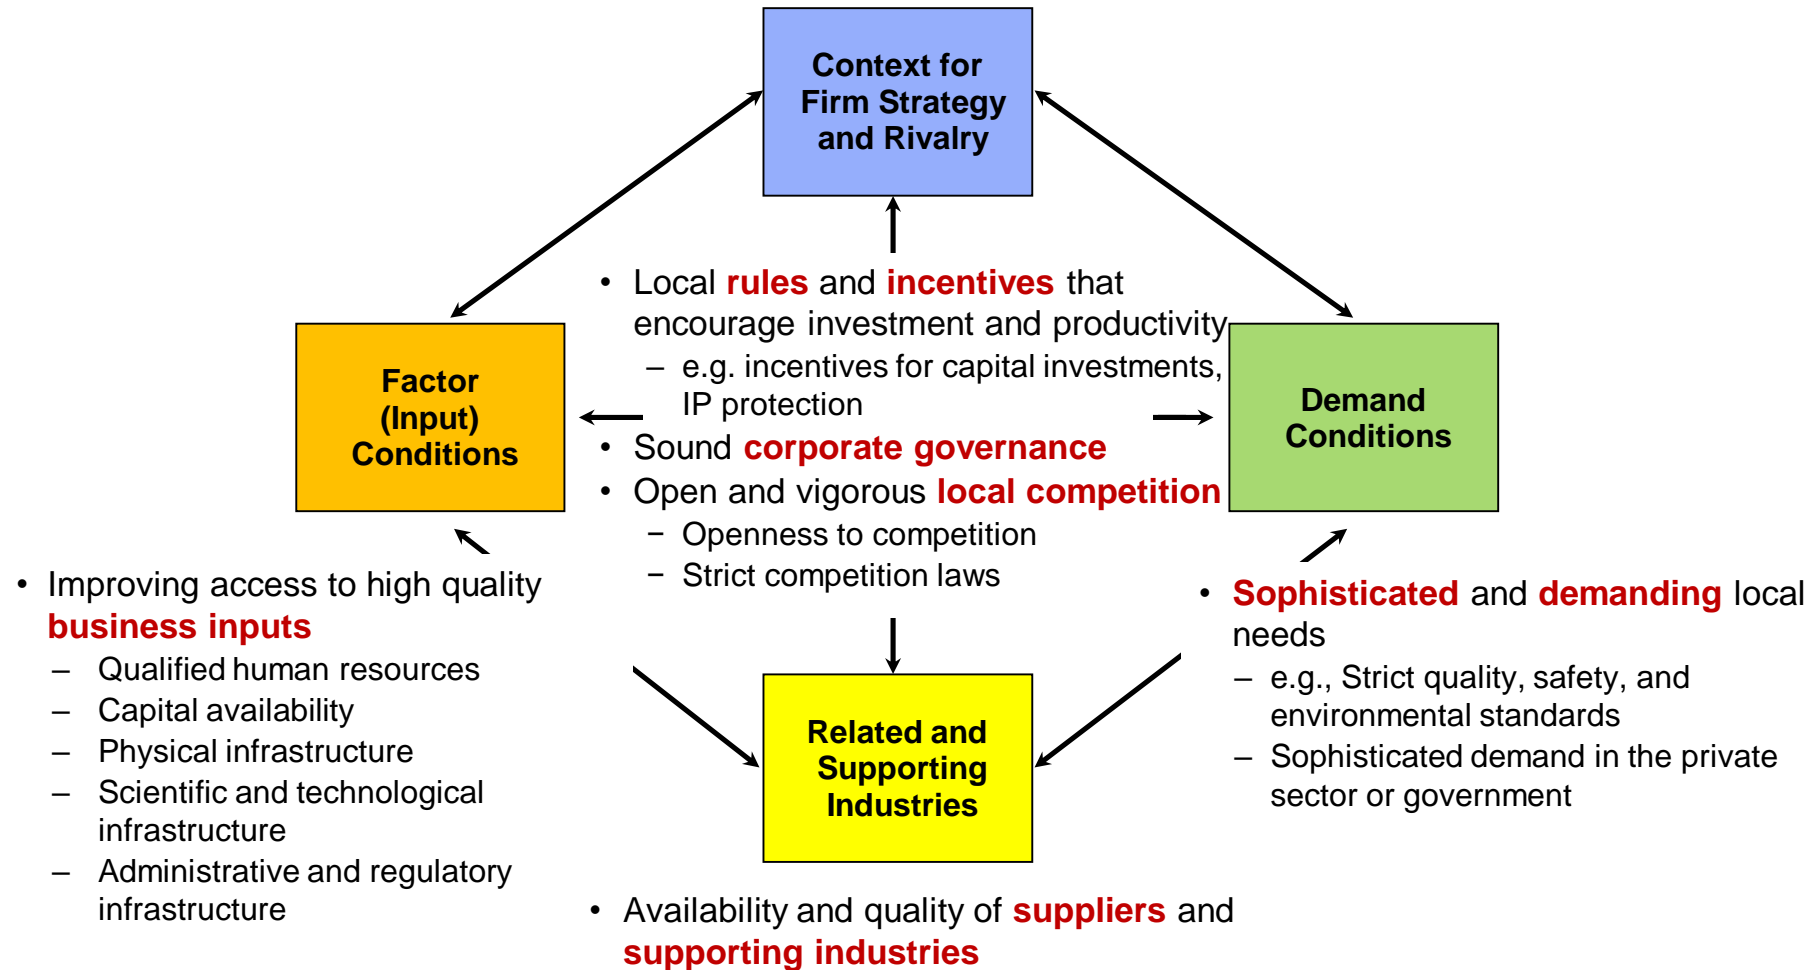 Context for
Firm Strategy
and Rivalry
• Local rules and incentives that
encourage investment and productivity
– e.g. incentives for capital investments,
IP protection
• Sound corporate governance
• Open and vigorous local competition
− Openness to competition
− Strict competition laws
Factor
(Input)
Conditions
Demand
Conditions
• Improving access to high quality
business inputs
– Qualified human resources
– Capital availability
– Physical infrastructure
– Scientific and technological
infrastructure
– Administrative and regulatory
infrastructure
• Sophisticated and demanding local
needs
– e.g., Strict quality, safety, and
environmental standards
– Sophisticated demand in the private
sector or government
Related and
Supporting
Industries
• Availability and quality of suppliers and
supporting industries